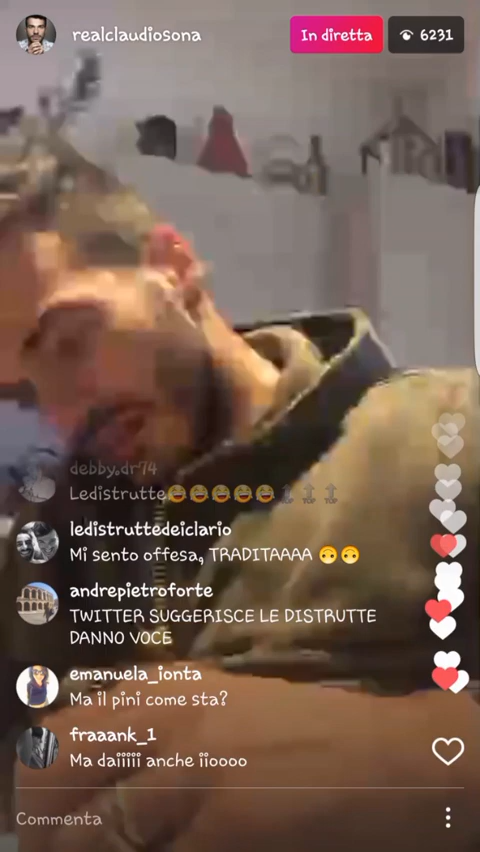 realclaudiosona
In diretta
6231
debby.dr74
Ledistrutte😂😂😂😂😂🔝🔝🔝
ledistruttedeiclario
Mi sento offesa, TRADITAAAA 😳😳
andrepietroforte
TWITTER SUGGERISCE LE DISTRUTTE
DANNO VOCE
emanuela_ionta
Ma il pini come sta?
fraaank_1
Ma daiiiii anche iioooo
Commenta